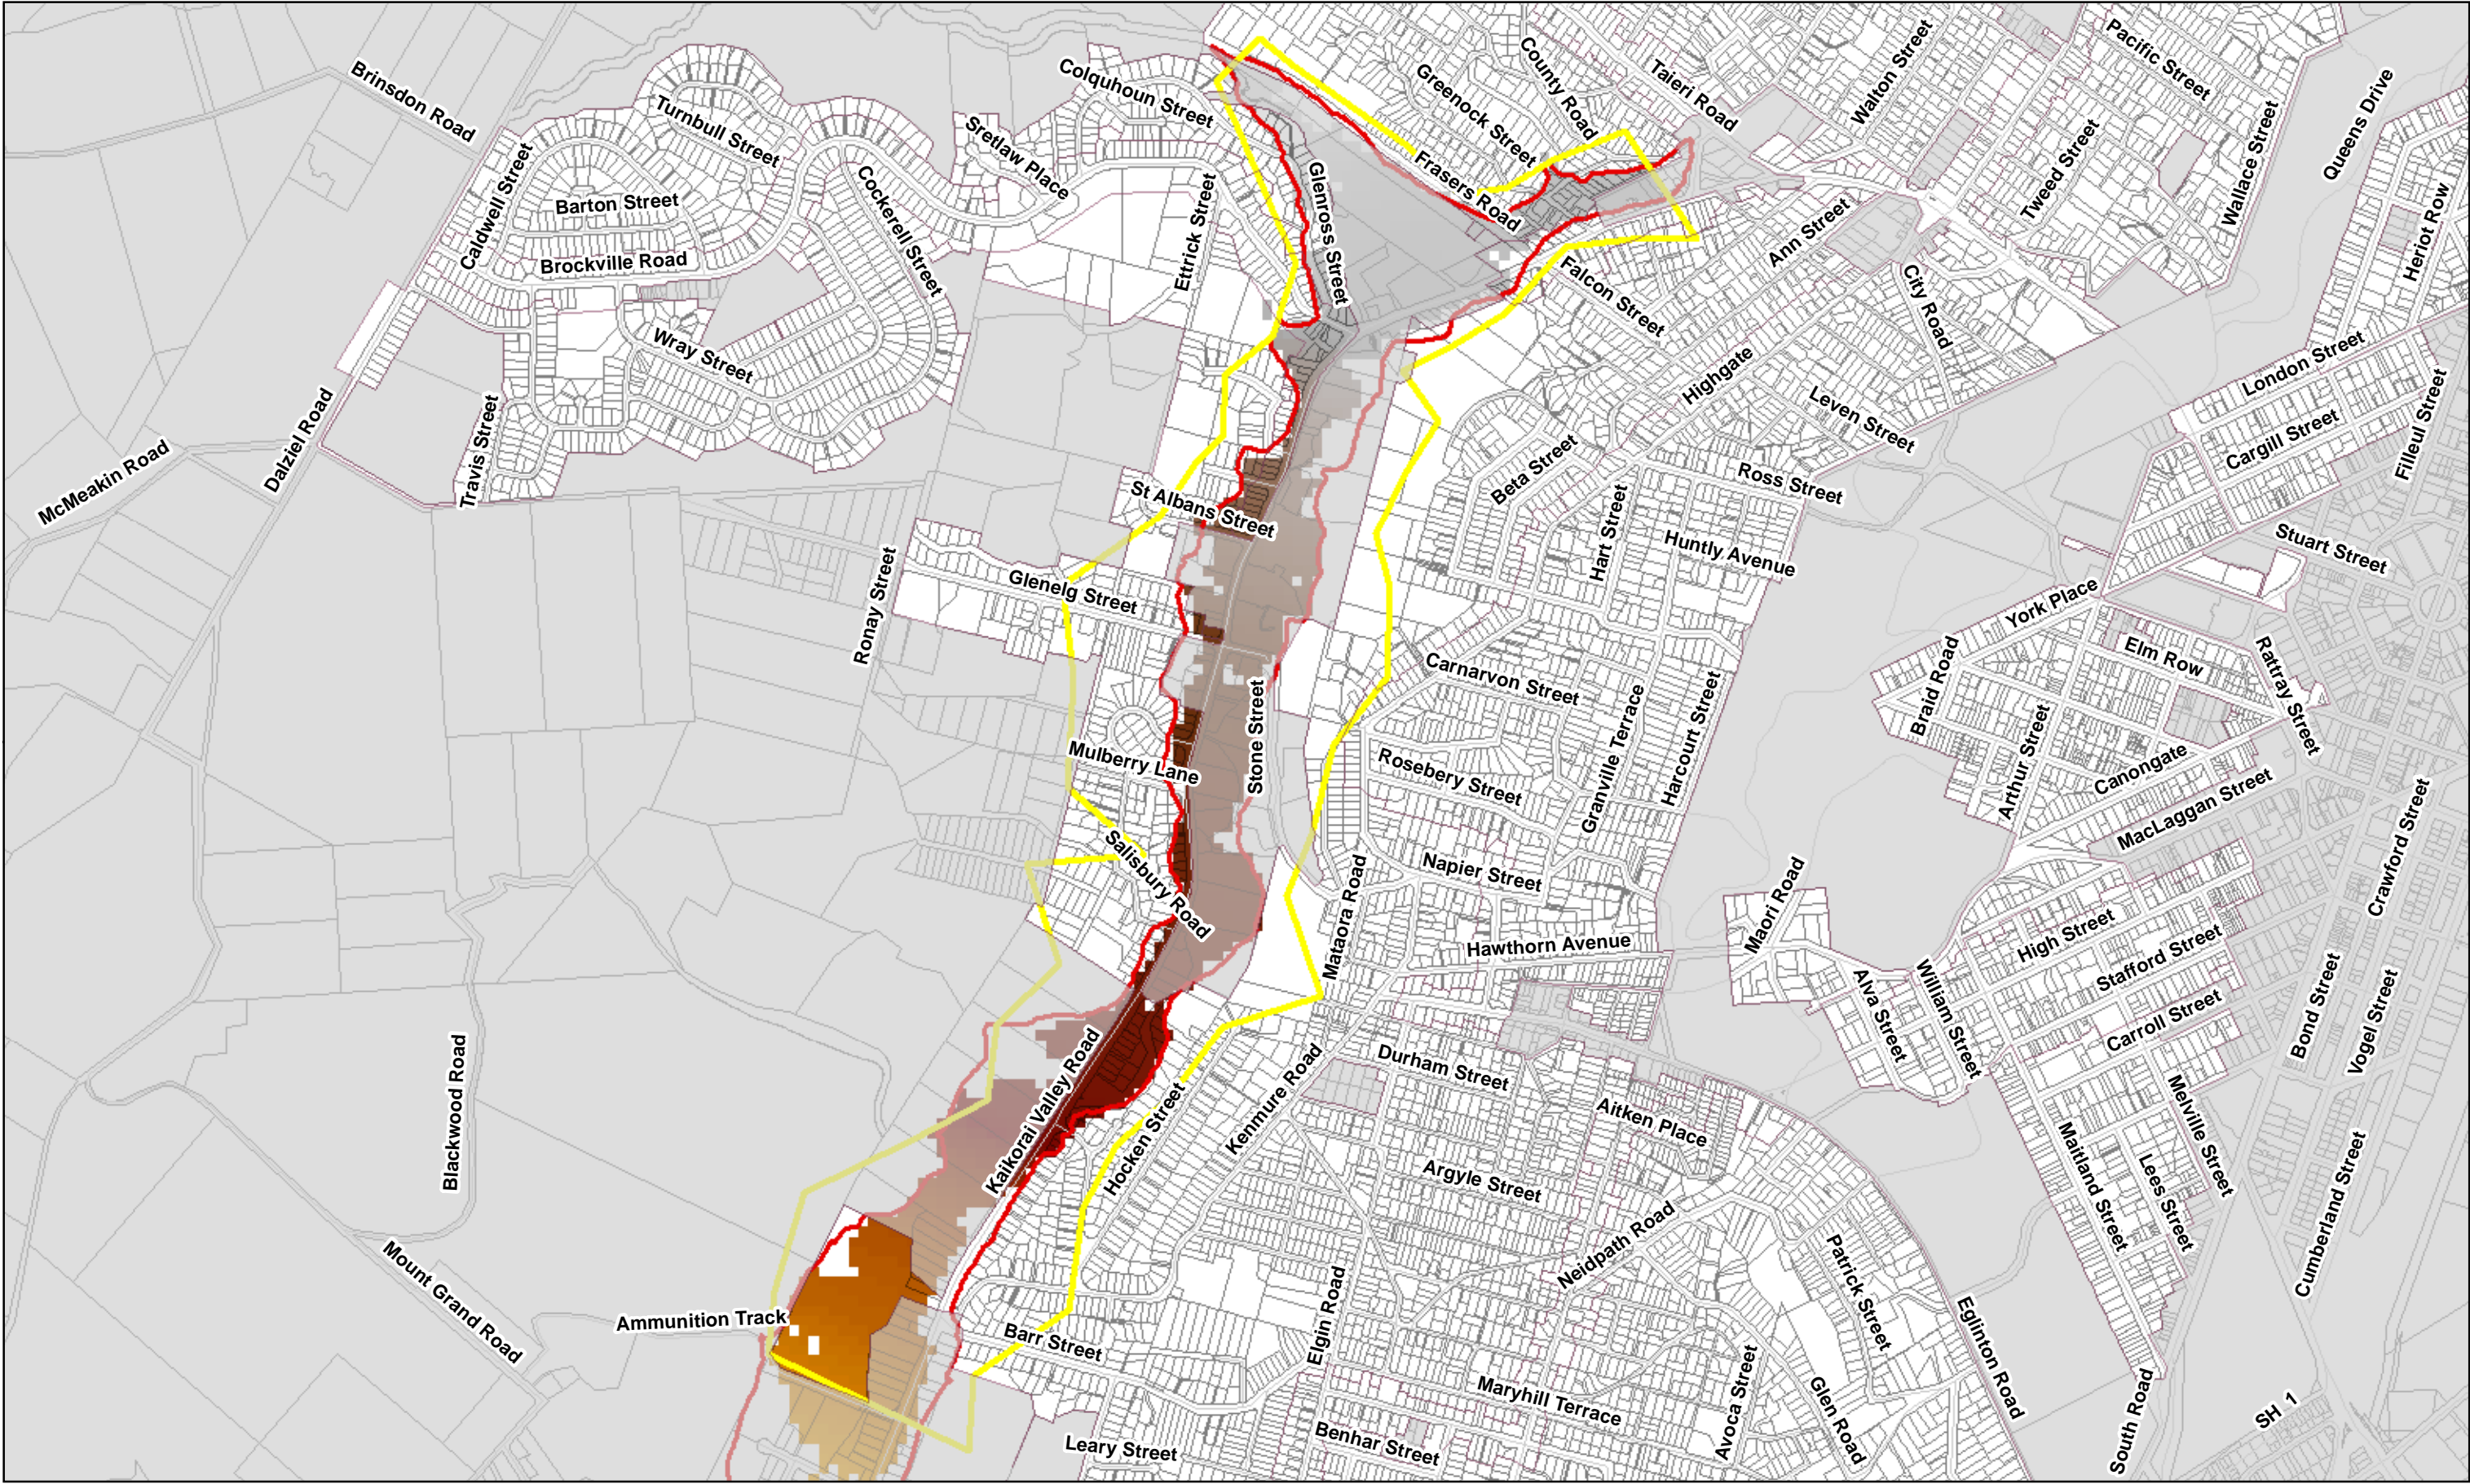 Brinsdon Road
Turnbull Street
Caldwell Street
Barton Street
Brockville Road
Cockerell Street
Wray Street
Travis Street
Dalziel Road
McMeakin Road
Colquhoun Street
Sretlaw Place
Ettrick Street
Glenross Street
Greenock Street
County Road
Taieri Road
Frasers Road
Falcon Street
Ann Street
Walton Street
Pacific Street
Tweed Street
Wallace Street
Queens Drive
Heriot Row
City Road
Highgate
Leven Street
London Street
Cargill Street
Filleul Street
Beta Street
Ross Street
Hart Street
Huntly Avenue
Stuart Street
St Albans Street
Glenelg Street
Ronay Street
York Place
Elm Row
Rattray Street
Braid Road
Arthur Street
Canongate
MacLaggan Street
Crawford Street
Carnarvon Street
Granville Terrace
Harcourt Street
Stone Street
Mulberry Lane
Rosebery Street
Salisbury Road
Napier Street
Mataora Road
Hawthorn Avenue
Maori Road
High Street
Stafford Street
Carroll Street
Alva Street
William Street
Bond Street
Vogel Street
Blackwood Road
Kaikorai Valley Road
Hocken Street
Kenmure Road
Durham Street
Aitken Place
Argyle Street
Neidpath Road
Patrick Street
Maitland Street
Lees Street
Melville Street
Cumberland Street
Mount Grand Road
Ammunition Track
Barr Street
Elgin Road
Maryhill Terrace
Avoca Street
Glen Road
Eglinton Road
South Road
SH 1
Leary Street
Benhar Street